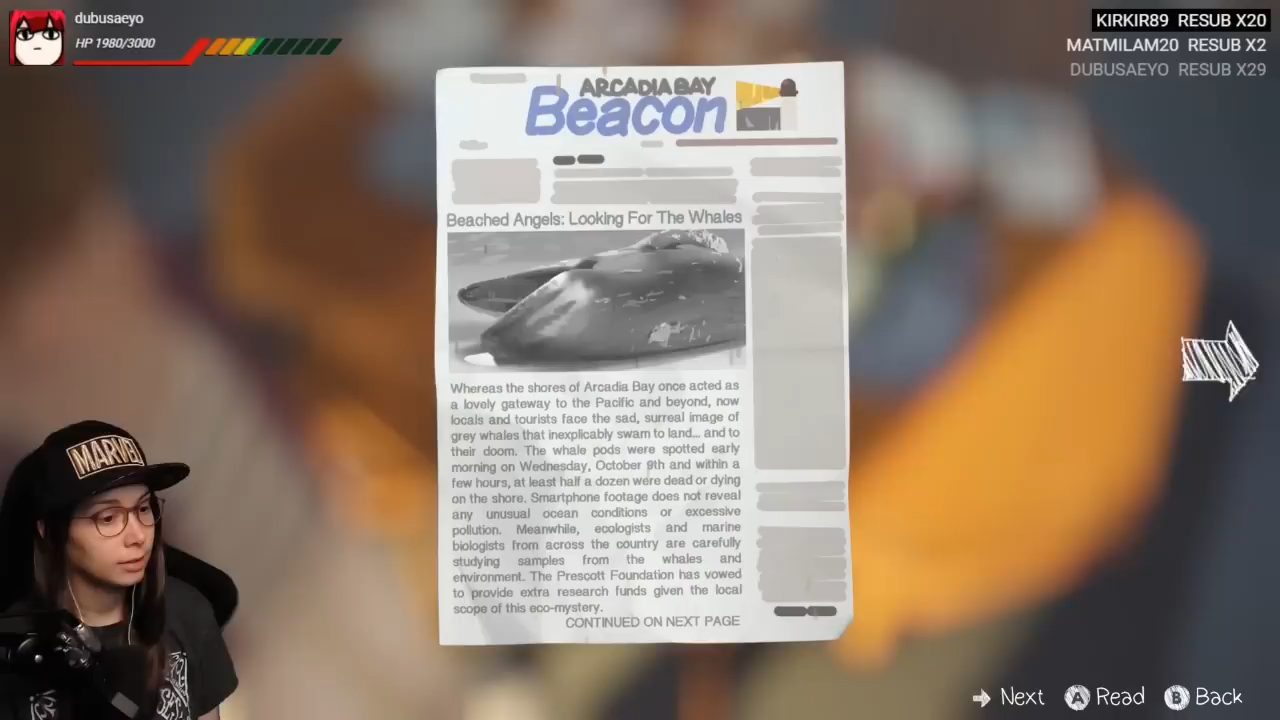 dubusaeyo
HP 1980/3000
KIRKIR89 RESUB X20
MATMILAM20 RESUB X2
DUBUSAEYO RESUB X29
ARCADIA BAY
Beacon
Beached Angels: Looking For The Whales
Whereas the shores of Arcadia Bay once acted as
a lovely gateway to the Pacific and beyond, now
locals and tourists face the sad, surreal image of
grey whales that inexplicably swam to land... and to
their doom. The whale pods were spotted early
morning on Wednesday, October 9th and within a
few hours, at least half a dozen were dead or dying
on the shore. Smartphone footage does not reveal
any unusual ocean conditions or excessive
pollution. Meanwhile, ecologists and marine
biologists from across the country are carefully
studying samples from the whales and
environment. The Prescott Foundation has vowed
to provide extra research funds given the local
scope of this eco-mystery.
CONTINUED ON NEXT PAGE
MARVEL
Next A Read B Back